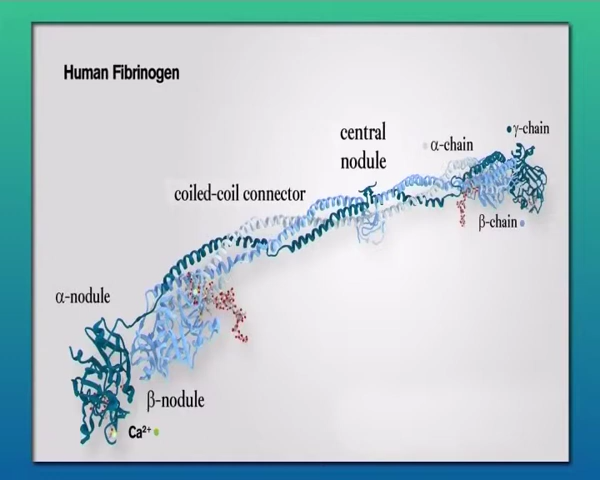 Human Fibrinogen
central
nodule
α-chain
γ-chain
coiled-coil connector
β-chain
α-nodule
β-nodule
Ca²⁺